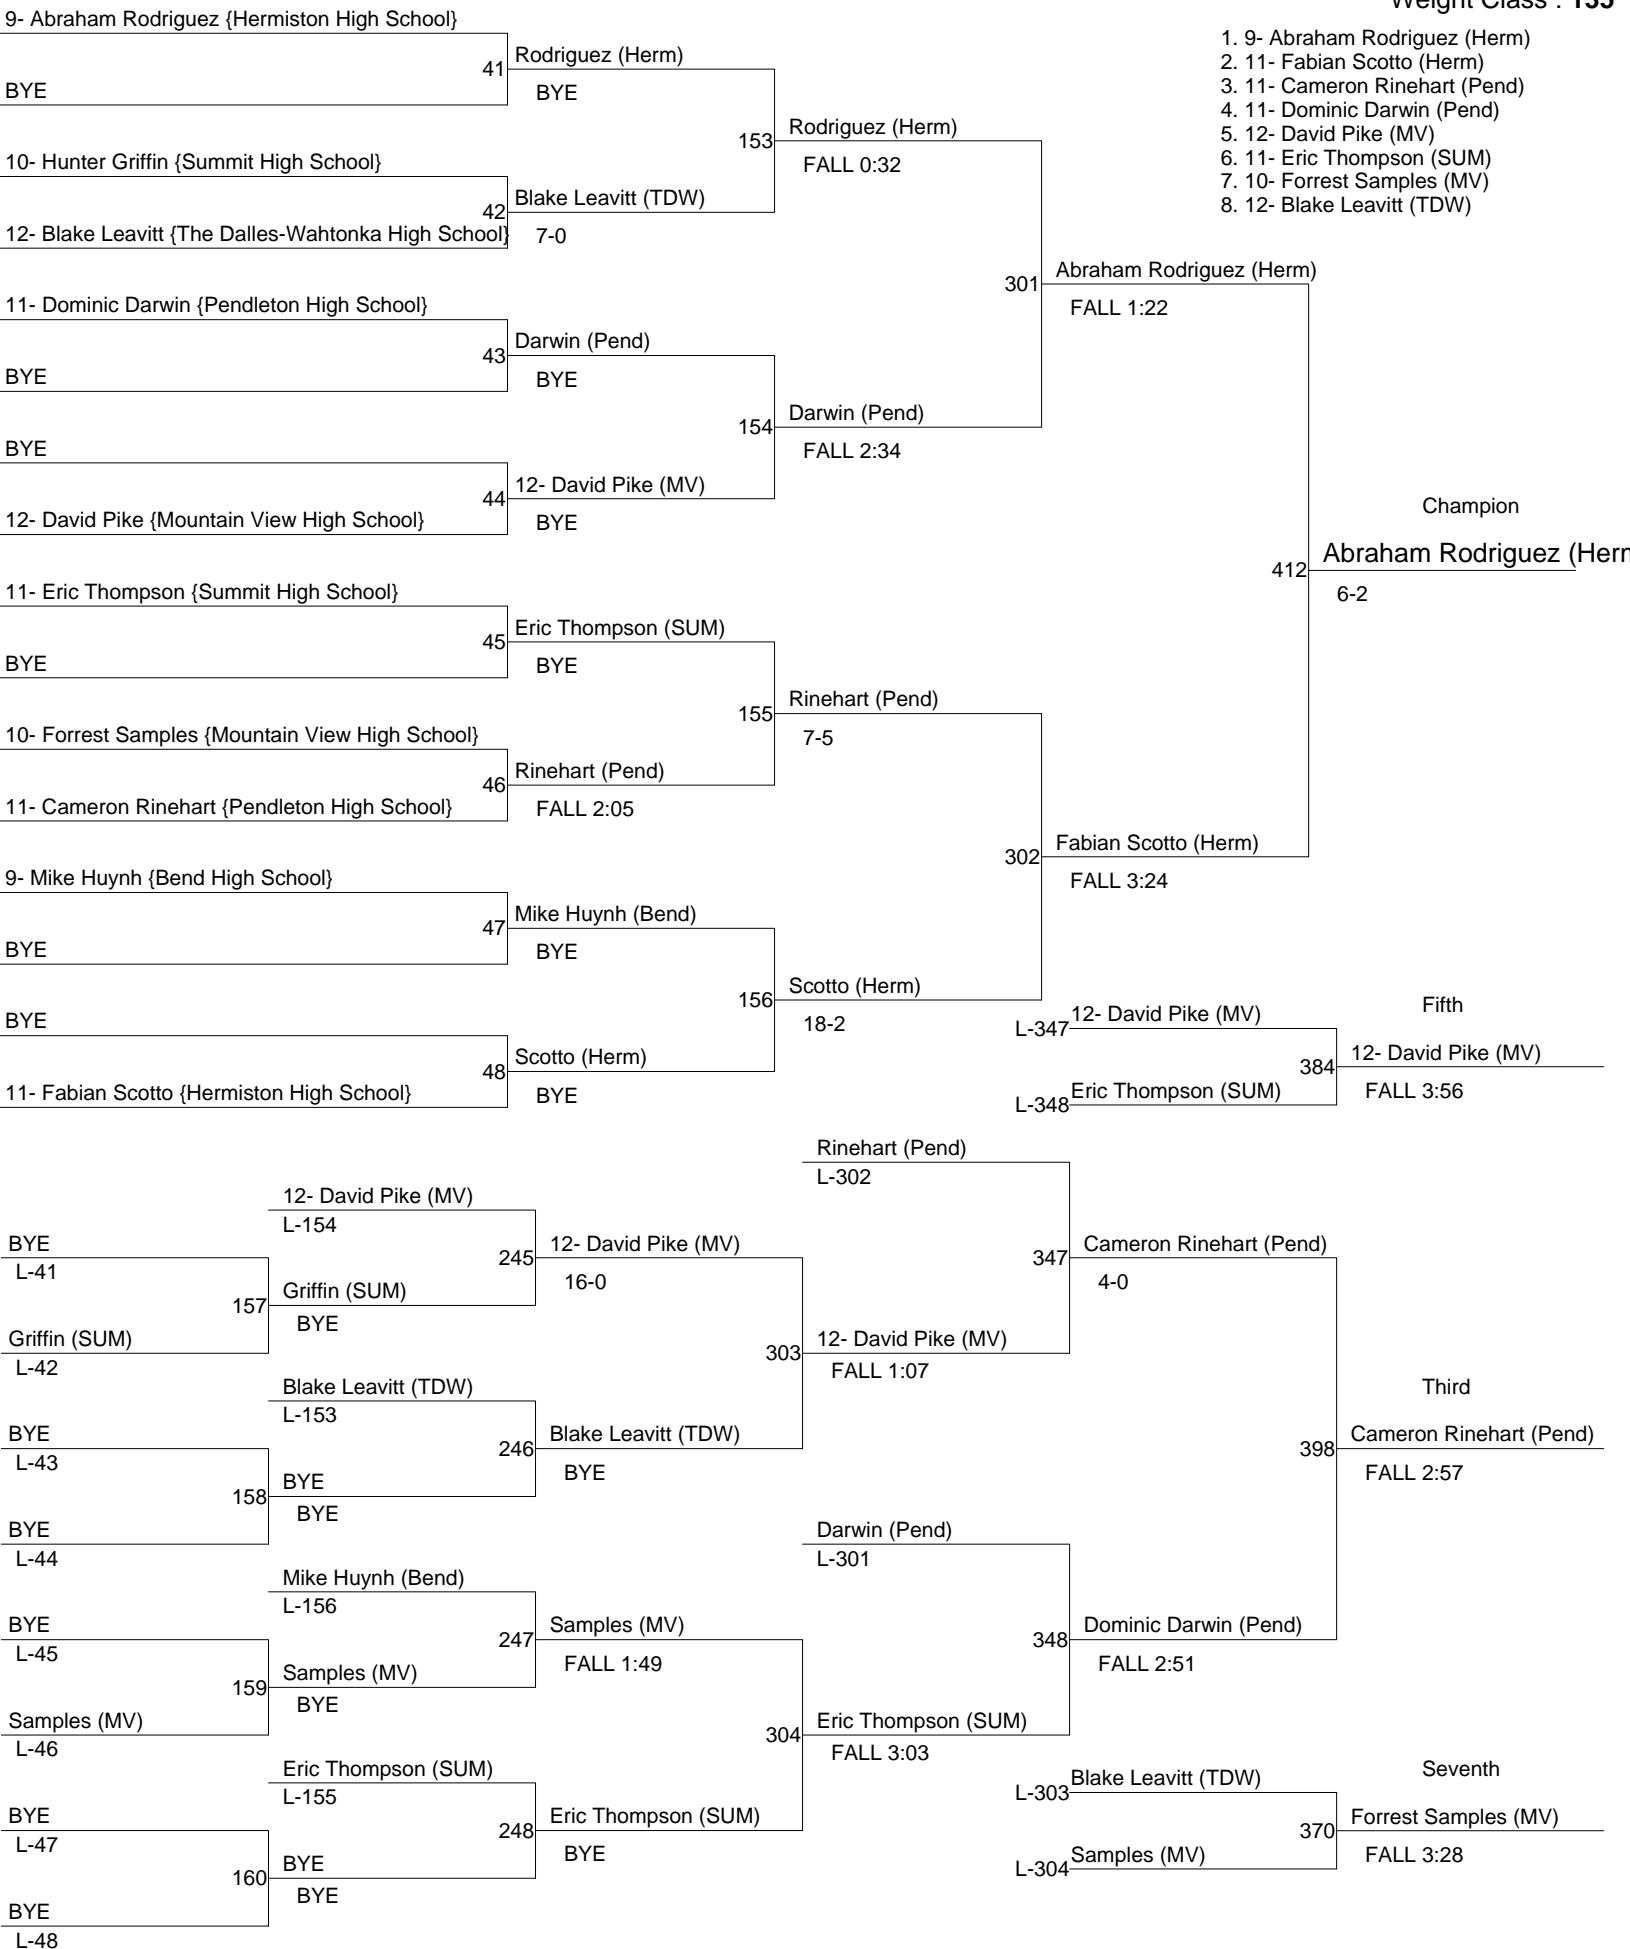 Weight Class : 135
1. 9- Abraham Rodriguez (Herm)
2. 11- Fabian Scotto (Herm)
3. 11- Cameron Rinehart (Pend)
4. 11- Dominic Darwin (Pend)
5. 12- David Pike (MV)
6. 11- Eric Thompson (SUM)
7. 10- Forrest Samples (MV)
8. 12- Blake Leavitt (TDW)
9- Abraham Rodriguez {Hermiston High School}
41 Rodriguez (Herm)
BYE
BYE
153 Rodriguez (Herm)
FALL 0:32
10- Hunter Griffin {Summit High School}
42 Blake Leavitt (TDW)
12- Blake Leavitt {The Dalles-Wahtonka High School}
7-0
301 Abraham Rodriguez (Herm)
FALL 1:22
11- Dominic Darwin {Pendleton High School}
43 Darwin (Pend)
BYE
BYE
154 Darwin (Pend)
FALL 2:34
BYE
44 12- David Pike (MV)
12- David Pike {Mountain View High School}
BYE
Champion
412 Abraham Rodriguez (Herm
6-2
11- Eric Thompson {Summit High School}
45 Eric Thompson (SUM)
BYE
BYE
155 Rinehart (Pend)
7-5
10- Forrest Samples {Mountain View High School}
46 Rinehart (Pend)
11- Cameron Rinehart {Pendleton High School}
FALL 2:05
302 Fabian Scotto (Herm)
FALL 3:24
9- Mike Huynh {Bend High School}
47 Mike Huynh (Bend)
BYE
BYE
156 Scotto (Herm)
18-2
BYE
48 Scotto (Herm)
11- Fabian Scotto {Hermiston High School}
BYE
Fifth
L-347 12- David Pike (MV)
384 12- David Pike (MV)
FALL 3:56
L-348 Eric Thompson (SUM)
Rinehart (Pend)
L-302
12- David Pike (MV)
L-154
BYE
L-41
245 12- David Pike (MV)
16-0
347 Cameron Rinehart (Pend)
4-0
157 Griffin (SUM)
BYE
Griffin (SUM)
L-42
303 12- David Pike (MV)
FALL 1:07
Blake Leavitt (TDW)
L-153
Third
BYE
L-43
246 Blake Leavitt (TDW)
BYE
398 Cameron Rinehart (Pend)
FALL 2:57
158 BYE
BYE
BYE
L-44
Darwin (Pend)
L-301
Mike Huynh (Bend)
L-156
BYE
L-45
247 Samples (MV)
FALL 1:49
348 Dominic Darwin (Pend)
FALL 2:51
159 Samples (MV)
BYE
Samples (MV)
L-46
304 Eric Thompson (SUM)
FALL 3:03
Eric Thompson (SUM)
L-155
Seventh
L-303 Blake Leavitt (TDW)
BYE
L-47
248 Eric Thompson (SUM)
BYE
370 Forrest Samples (MV)
FALL 3:28
L-304 Samples (MV)
160 BYE
BYE
BYE
L-48